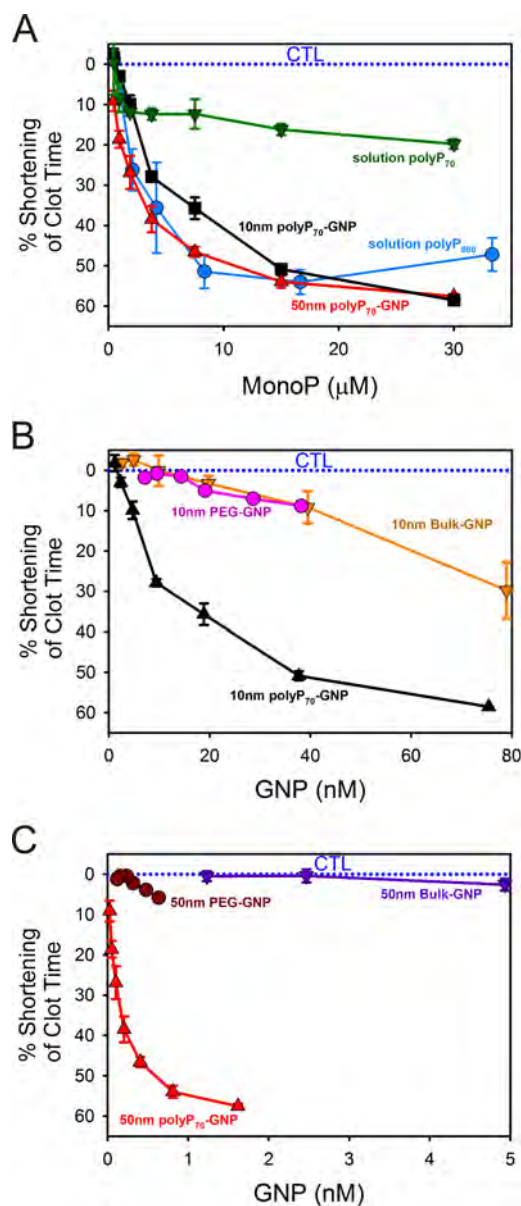 A
CTL
0
10
20
30
40
50
60
% Shortening
of Clot Time
solution polyP70
10nm polyP70-GNP
solution polyP800
50nm polyP70-GNP
0 10 20 30
MonoP (μM)
B
CTL
0
10
20
30
40
50
60
% Shortening
of Clot Time
10nm PEG-GNP
10nm Bulk-GNP
10nm polyP70-GNP
0 20 40 60 80
GNP (nM)
C
CTL
0
10
20
30
40
50
60
% Shortening
of Clot Time
50nm PEG-GNP
50nm Bulk-GNP
50nm polyP70-GNP
0 1 2 3 4 5
GNP (nM)